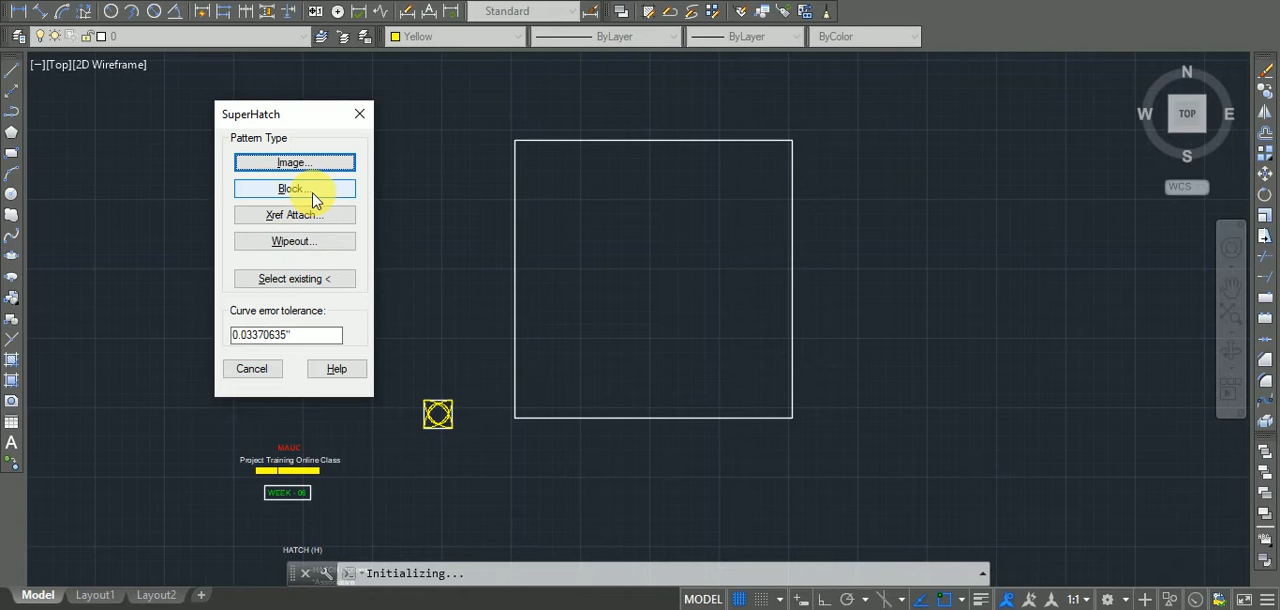 Standard
0
Yellow
ByLayer
ByLayer
ByColor
[−][Top][2D Wireframe]
N
W
TOP
E
S
WCS
SuperHatch
Pattern Type
Image...
Block...
Xref Attach...
Wipeout...
Select existing <
Curve error tolerance:
0.03370635"
Cancel
Help
MAUC
Project Training Online Class
WEEK - 06
HATCH (H)
Initializing...
Model
Layout1
Layout2
+
MODEL
1:1